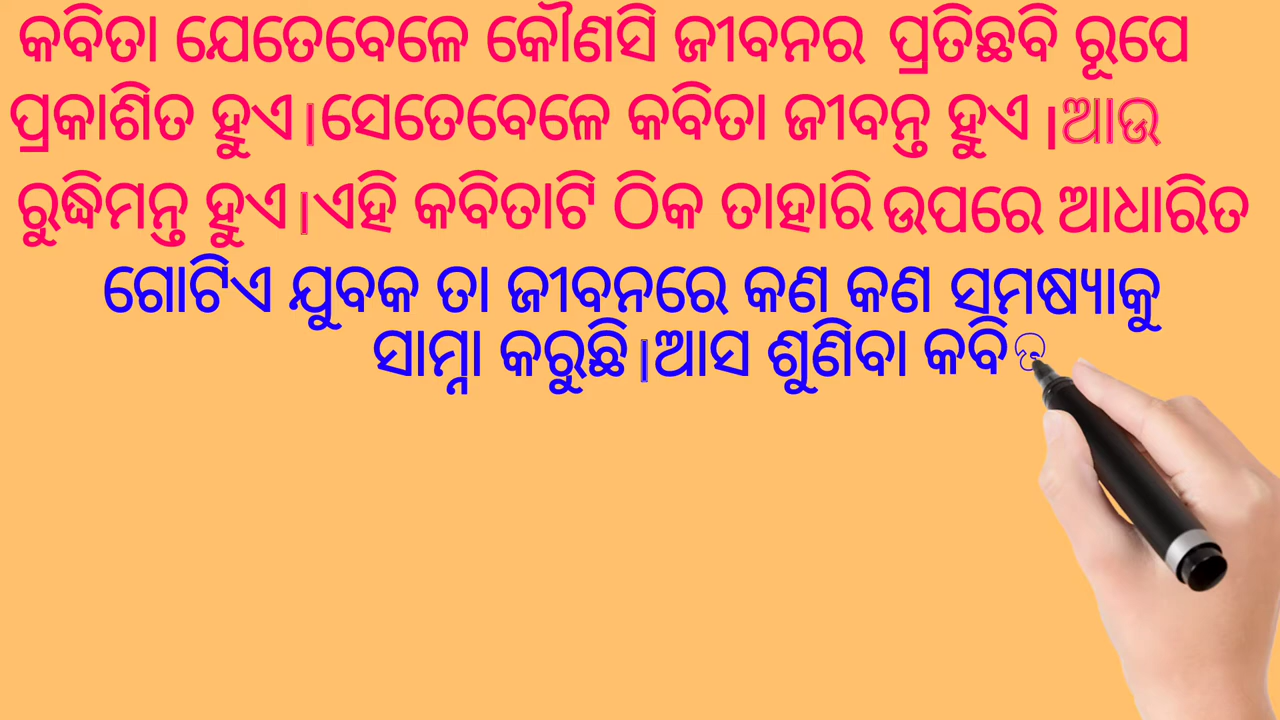 କବିତା ଯେତେବେଳେ କୌଣସି ଜୀବନର ପ୍ରତିଛବି ରୂପେ
ପ୍ରକାଶିତ ହୁଏ।ସେତେବେଳେ କବିତା ଜୀବନ୍ତ ହୁଏ ।ଆଉ
ରୁଦ୍ଧିମନ୍ତ ହୁଏ।ଏହି କବିତାଟି ଠିକ ତାହାରି ଉପରେ ଆଧାରିତ
ଗୋଟିଏ ଯୁବକ ତା ଜୀବନରେ କଣ କଣ ସମଷ୍ୟାକୁ
ସାମ୍ନା କରୁଛି।ଆସ ଶୁଣିବା କବିତ